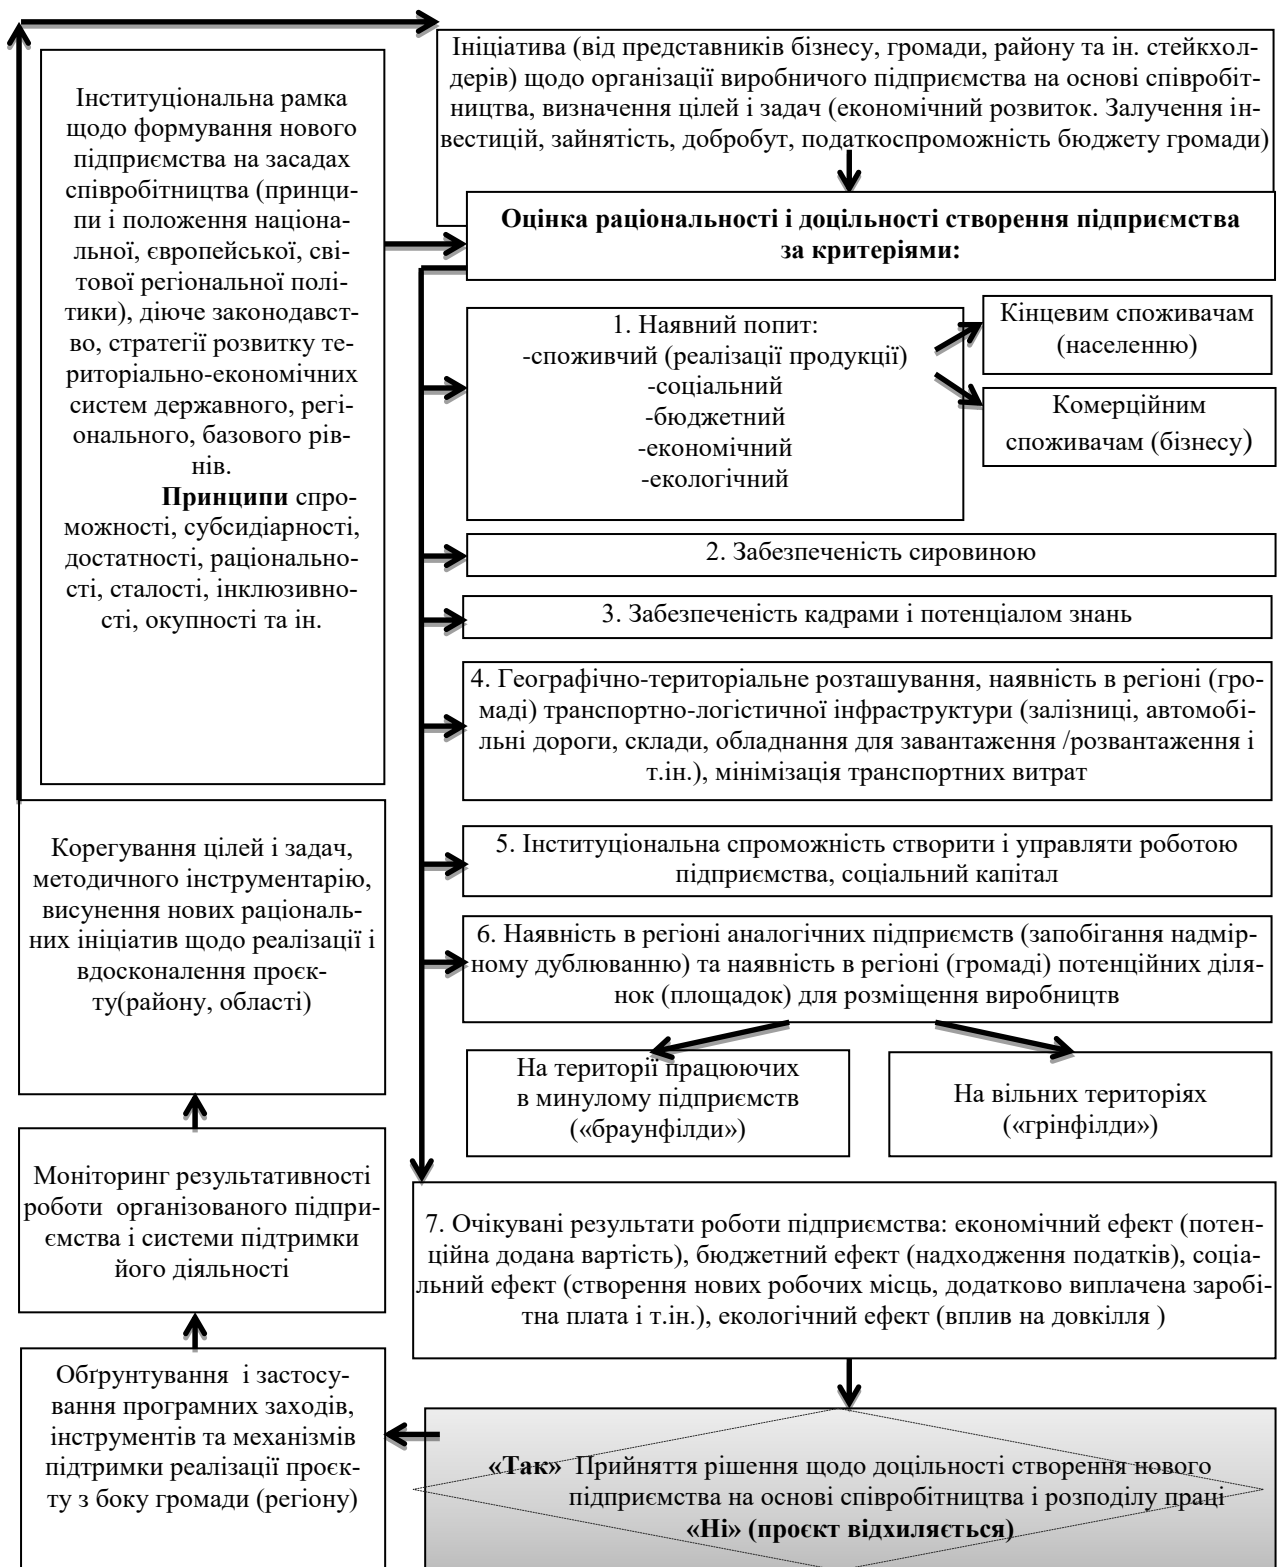 Ініціатива (від представників бізнесу, громади, району та ін. стейкхол-
дерів) щодо організації виробничого підприємства на основі співробіт-
ництва, визначення цілей і задач (економічний розвиток. Залучення ін-
вестицій, зайнятість, добробут, податкоспроможність бюджету громади)
Інституціональна рамка
щодо формування нового
підприємства на засадах
співробітництва (принци-
пи і положення націона-
льної, європейської, сві-
тової регіональної полі-
тики), діюче законодавст-
во, стратегії розвитку те-
риторіально-економічних
систем державного, регі-
онального, базового рів-
нів.
Принципи спро-
можності, субсидіарності,
достатності, раціонально-
сті, сталості, інклюзивно-
сті, окупності та ін.
Оцінка раціональності і доцільності створення підприємства
за критеріями:
1. Наявний попит:
-споживчий (реалізації продукції)
-соціальний
-бюджетний
-економічний
-екологічний
Кінцевим споживачам
(населенню)
Комерційним
споживачам (бізнесу)
2. Забезпеченість сировиною
3. Забезпеченість кадрами і потенціалом знань
4. Географічно-територіальне розташування, наявність в регіоні (гро-
маді) транспортно-логістичної інфраструктури (залізниці, автомобі-
льні дороги, склади, обладнання для завантаження /розвантаження і
т.ін.), мінімізація транспортних витрат
5. Інституціональна спроможність створити і управляти роботою
підприємства, соціальний капітал
6. Наявність в регіоні аналогічних підприємств (запобігання надмір-
ному дублюванню) та наявність в регіоні (громаді) потенційних діля-
нок (площадок) для розміщення виробництв
На території працюючих
в минулому підприємств
(«браунфілди»)
На вільних територіях
(«грінфілди»)
7. Очікувані результати роботи підприємства: економічний ефект (потен-
ційна додана вартість), бюджетний ефект (надходження податків), соціа-
льний ефект (створення нових робочих місць, додатково виплачена заробі-
тна плата і т.ін.), екологічний ефект (вплив на довкілля )
«Так» Прийняття рішення щодо доцільності створення нового
підприємства на основі співробітництва і розподілу праці
«Ні» (проєкт відхиляється)
Обґрунтування і застосу-
вання програмних заходів,
інструментів та механізмів
підтримки реалізації проєк-
ту з боку громади (регіону)
Моніторинг результативності
роботи організованого підпри-
ємства і системи підтримки
його діяльності
Корегування цілей і задач,
методичного інструментарію,
висунення нових раціональ-
них ініціатив щодо реалізації і
вдосконалення проєк-
ту(району, області)